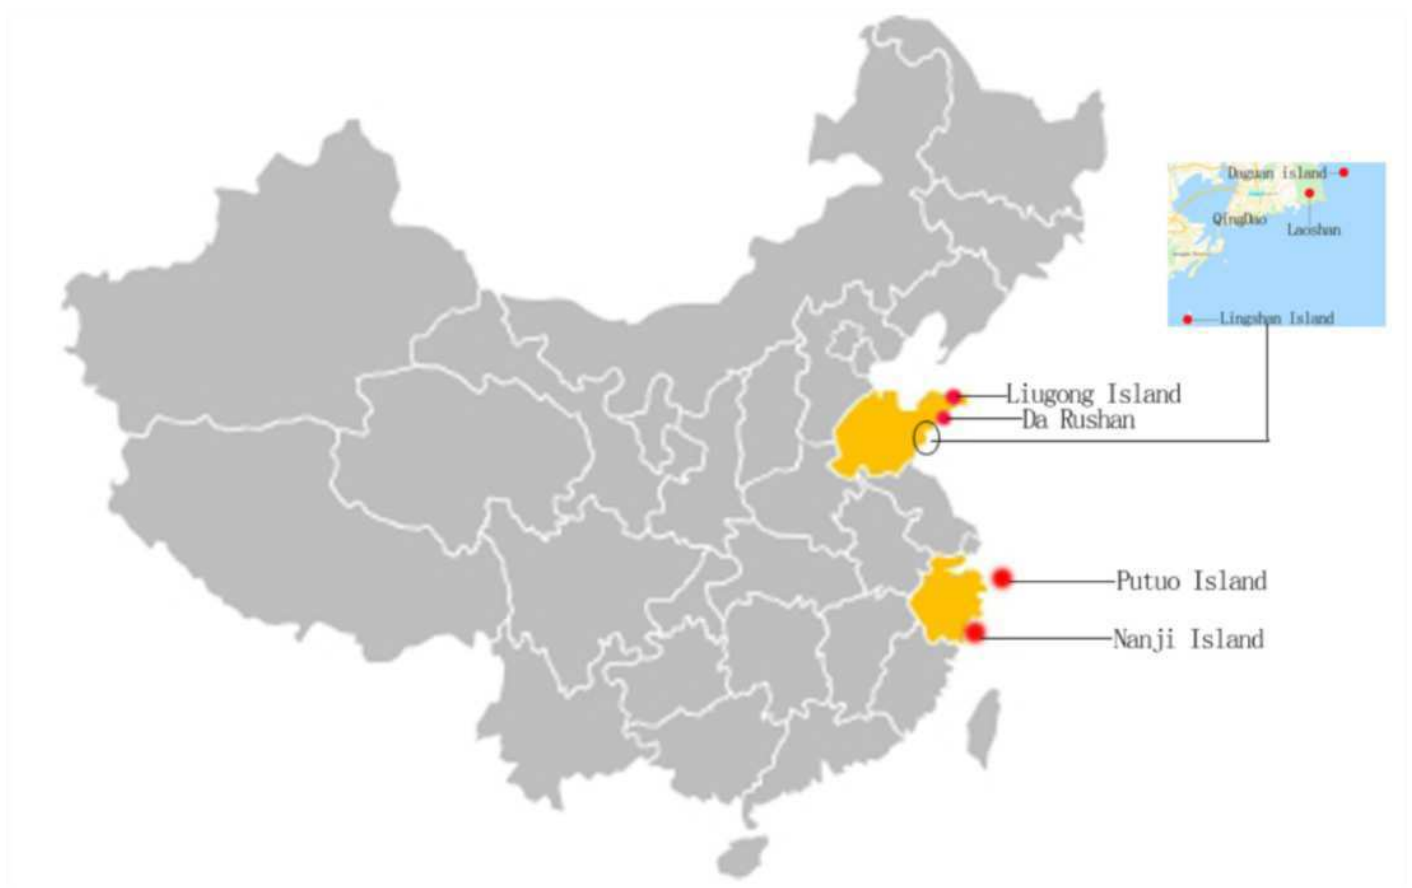 Daguan island
QingDao
Laoshan
Lingshan Island
Liugong Island
Da Rushan
Putuo Island
Nanji Island